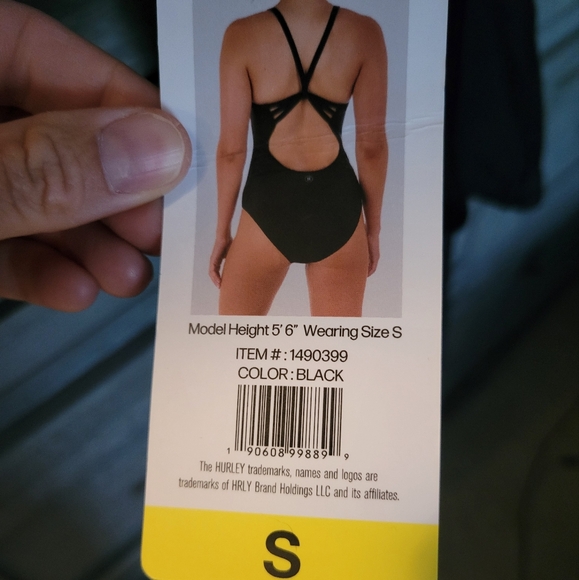 Model Height 5' 6" Wearing Size S
ITEM # : 1490399
COLOR : BLACK
1 90608 99889 9
The HURLEY trademarks, names and logos are
trademarks of HRLY Brand Holdings LLC and its affiliates.
S